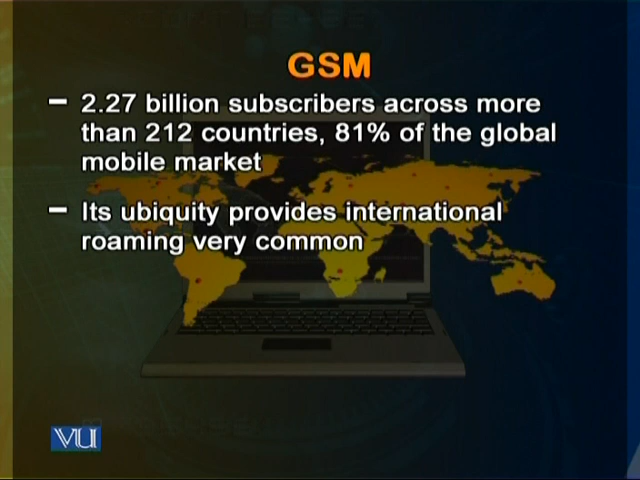 GSM
– 2.27 billion subscribers across more
than 212 countries, 81% of the global
mobile market
– Its ubiquity provides international
roaming very common
VU